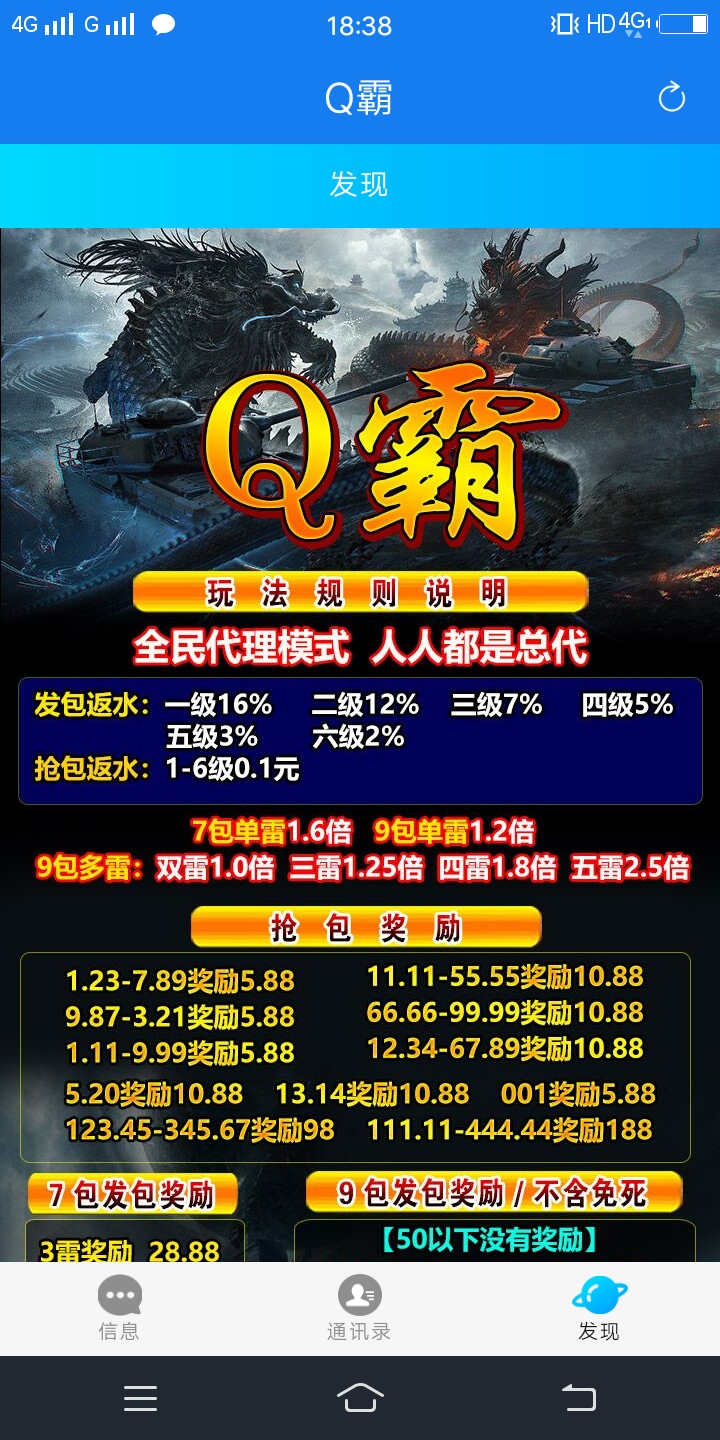 4G G 18:38 HD 4G1
Q霸
发现
Q霸
玩法规则说明
全民代理模式 人人都是总代
发包返水：一级16% 二级12% 三级7% 四级5%
五级3% 六级2%
抢包返水：1-6级0.1元
7包单雷1.6倍 9包单雷1.2倍
9包多雷：双雷1.0倍 三雷1.25倍 四雷1.8倍 五雷2.5倍
抢包奖励
1.23-7.89奖励5.88 11.11-55.55奖励10.88
9.87-3.21奖励5.88 66.66-99.99奖励10.88
1.11-9.99奖励5.88 12.34-67.89奖励10.88
5.20奖励10.88 13.14奖励10.88 001奖励5.88
123.45-345.67奖励98 111.11-444.44奖励188
7包发包奖励 9包发包奖励/不含免死
3雷奖励 28.88 【50以下没有奖励】
信息 通讯录 发现